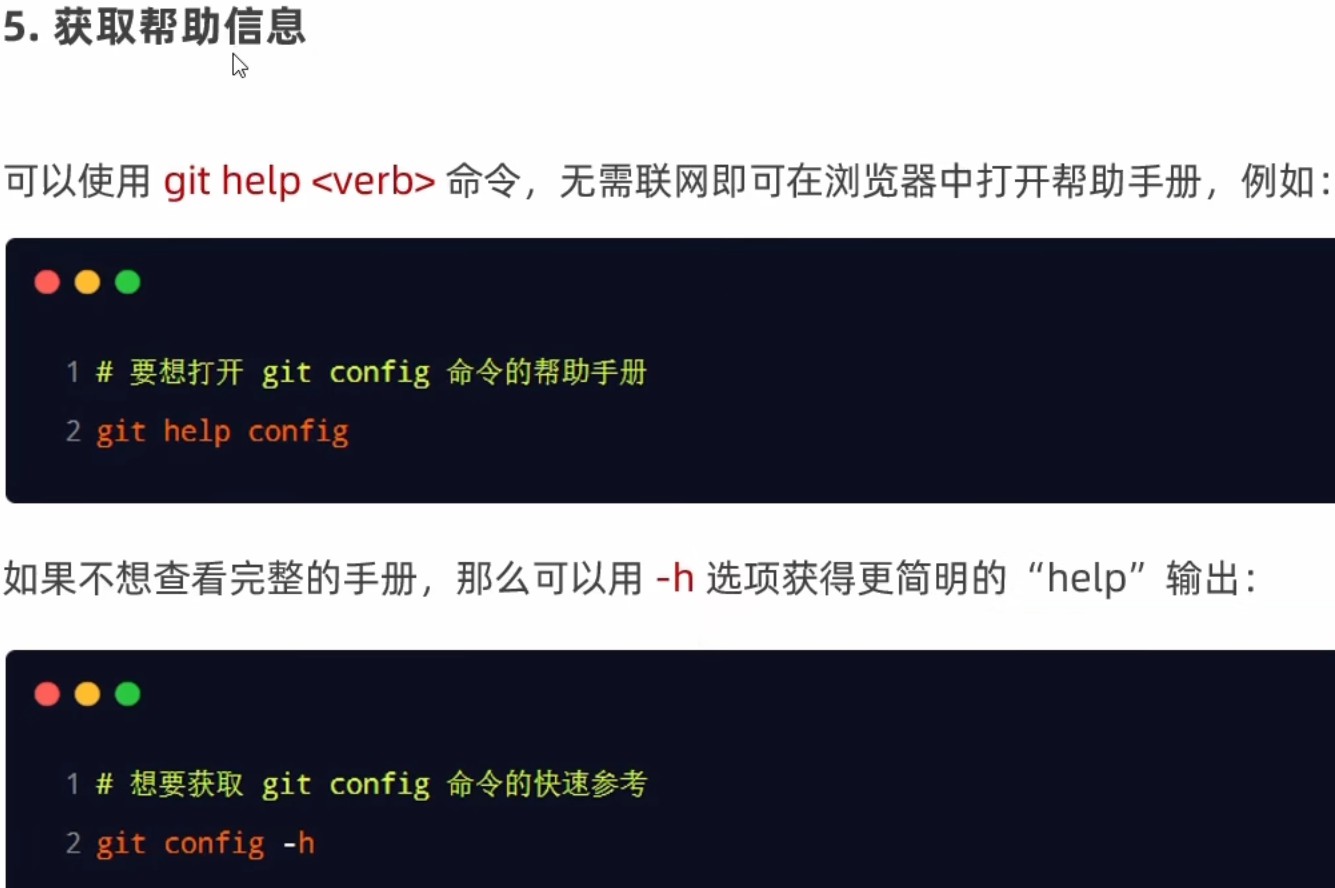 5. 获取帮助信息
可以使用 git help <verb> 命令，无需联网即可在浏览器中打开帮助手册，例如：
1 # 要想打开 git config 命令的帮助手册
2 git help config
如果不想查看完整的手册，那么可以用 -h 选项获得更简明的“help”输出：
1 # 想要获取 git config 命令的快速参考
2 git config -h